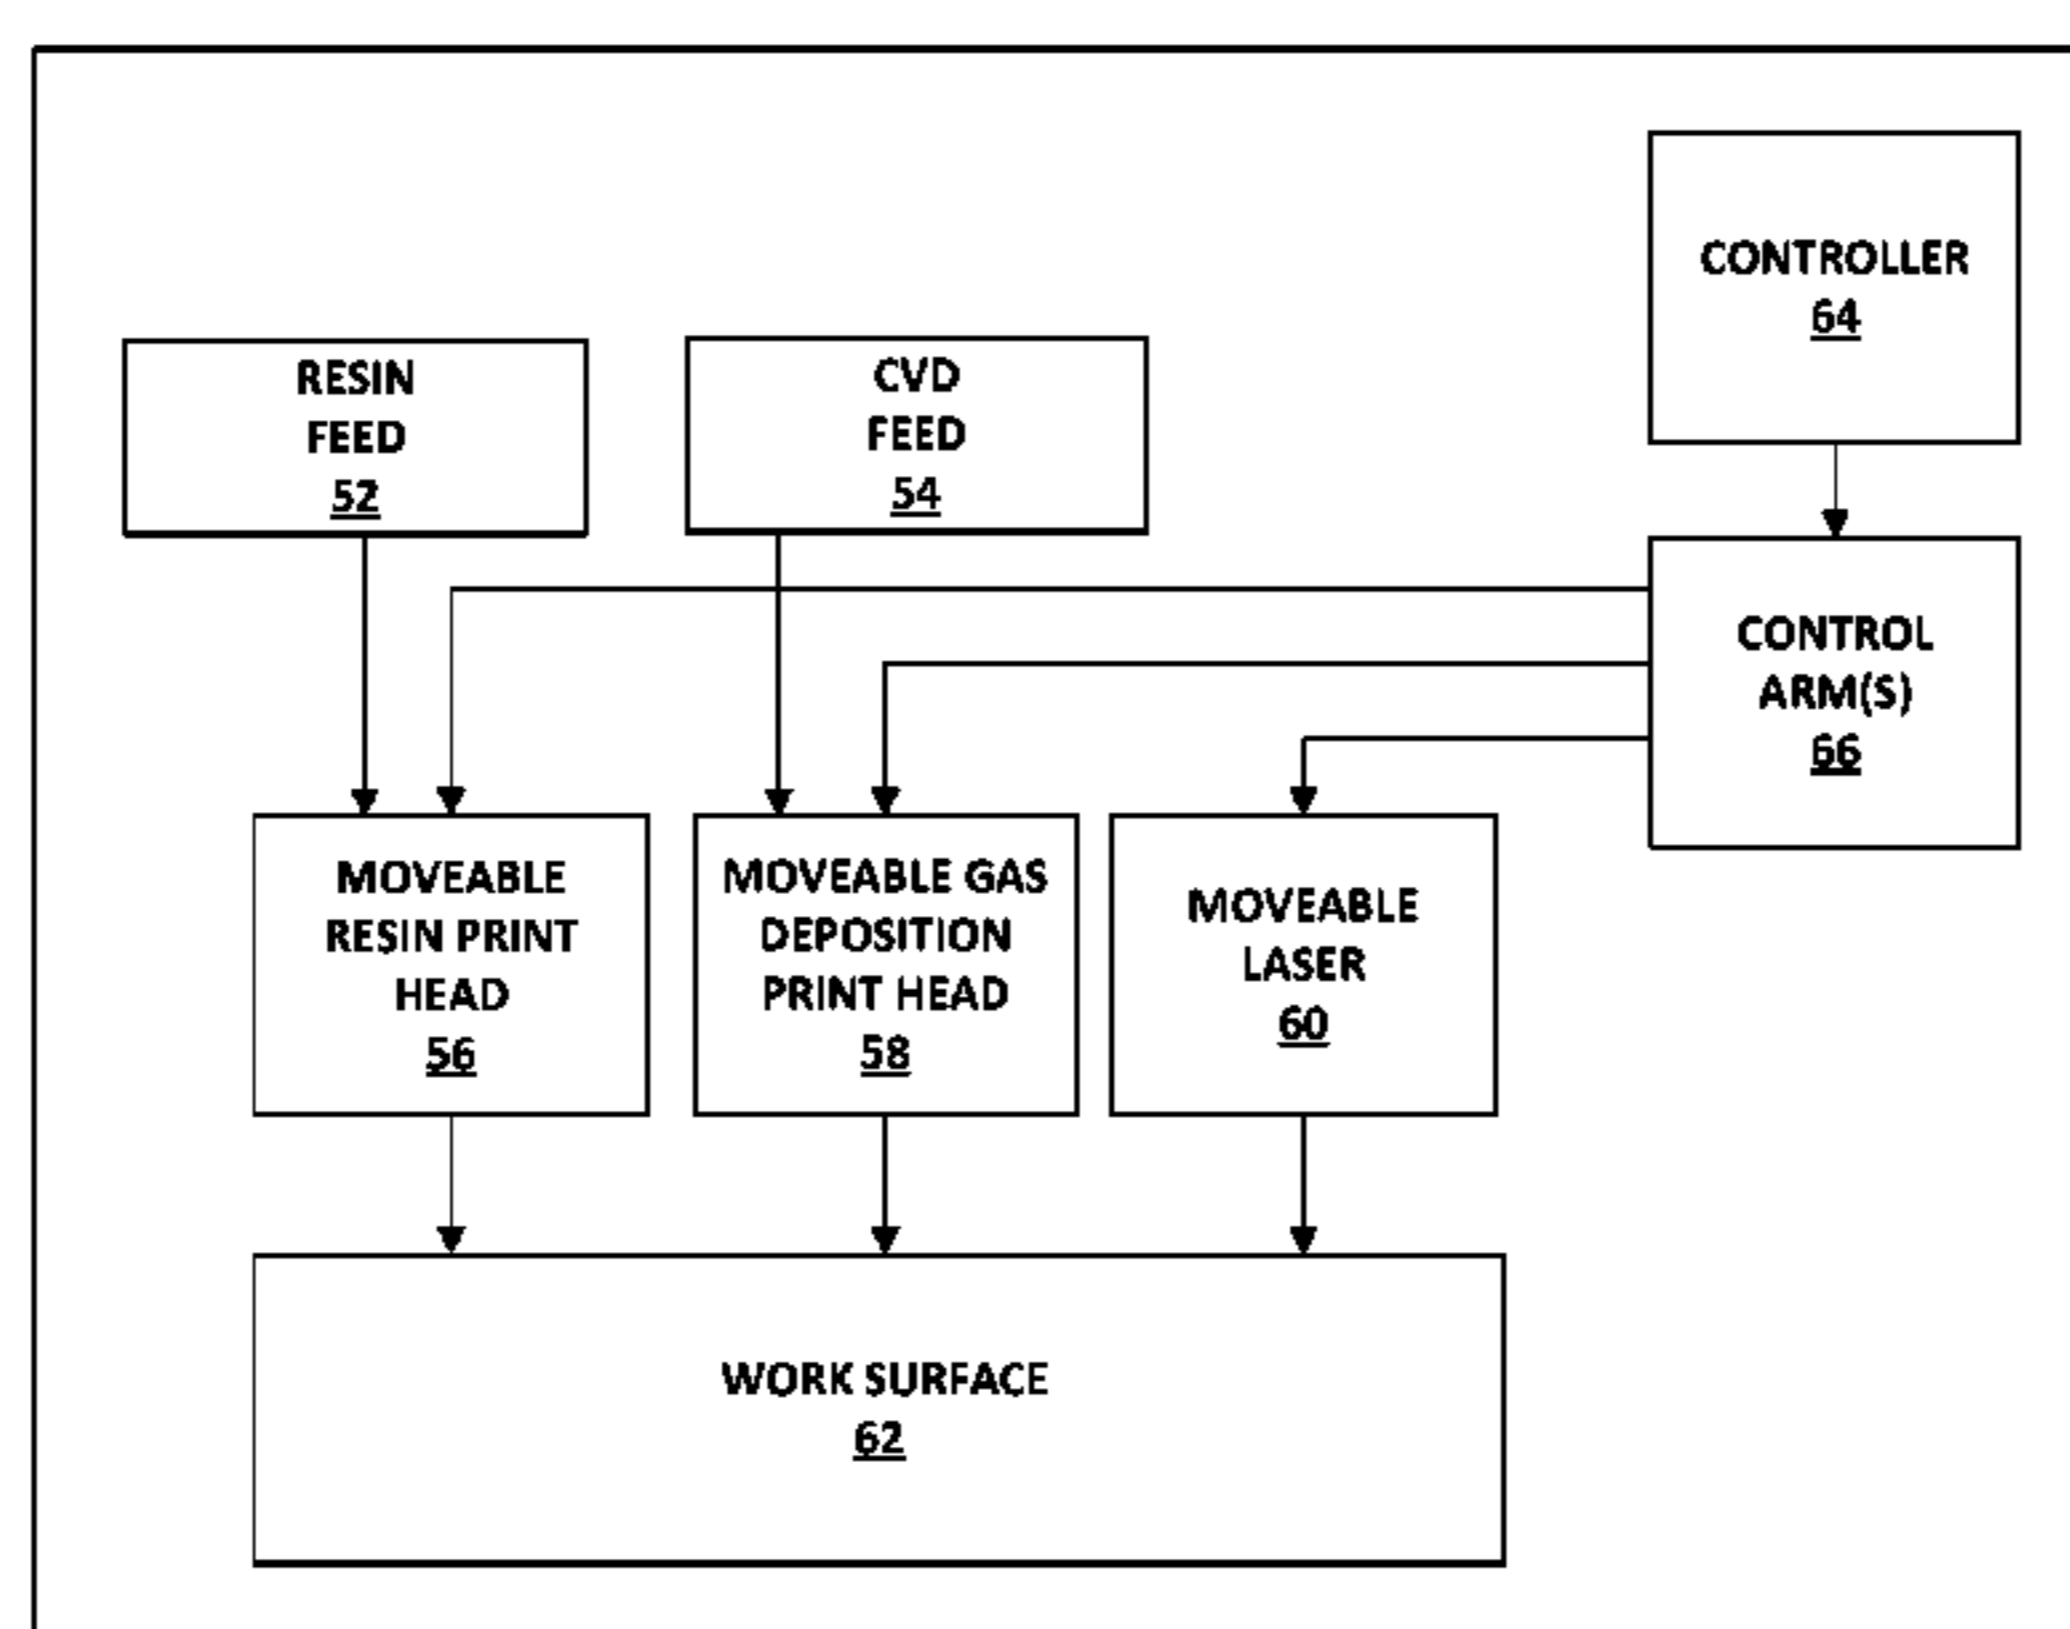 CONTROLLER
64
RESIN
FEED
52
CVD
FEED
54
CONTROL
ARM(S)
66
MOVEABLE
RESIN PRINT
HEAD
56
MOVEABLE GAS
DEPOSITION
PRINT HEAD
58
MOVEABLE
LASER
60
WORK SURFACE
62